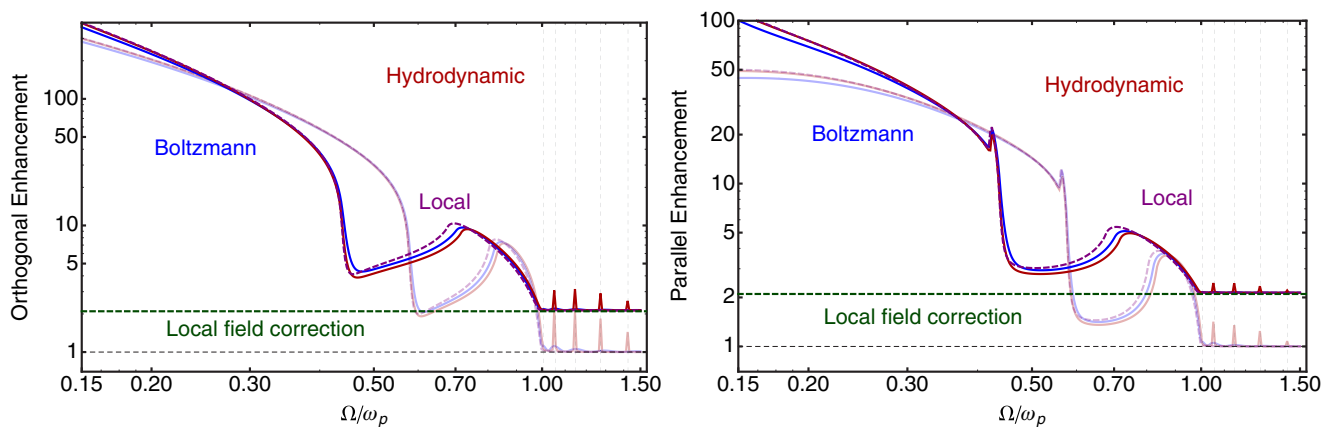 Orthogonal Enhancement
100
50
10
5
1
Hydrodynamic
Boltzmann
Local
Local field correction
0.15 0.20 0.30 0.50 0.70 1.00 1.50
Ω/ωp
Parallel Enhancement
100
50
20
10
5
2
1
Hydrodynamic
Boltzmann
Local
Local field correction
0.15 0.20 0.30 0.50 0.70 1.00 1.50
Ω/ωp